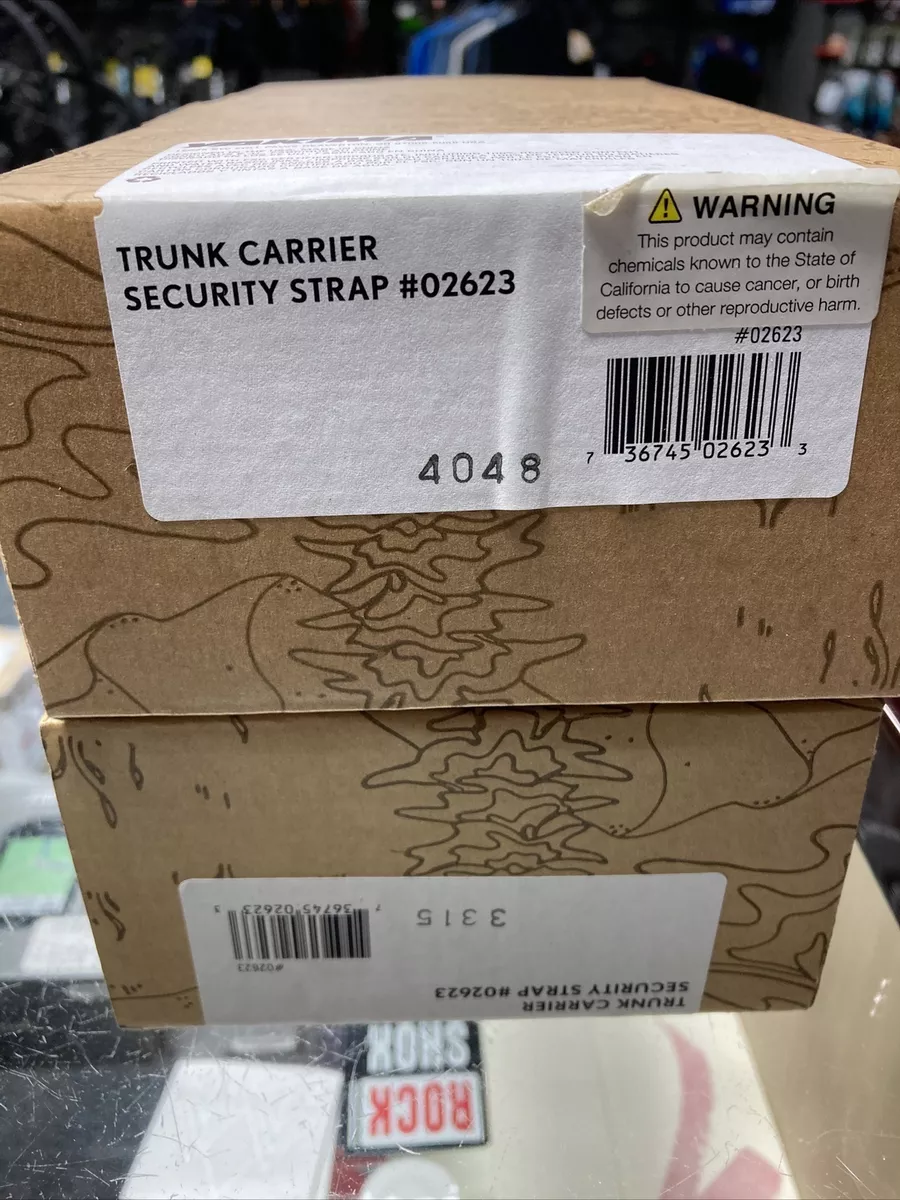 YAKIMA
TRUNK CARRIER
SECURITY STRAP #02623
WARNING
This product may contain
chemicals known to the State of
California to cause cancer, or birth
defects or other reproductive harm.
#02623
7 36745 02623 3
4048
TRUNK CARRIER
SECURITY STRAP #02623
#02623
7 36745 02623 3
3315
ROCK
SHOX